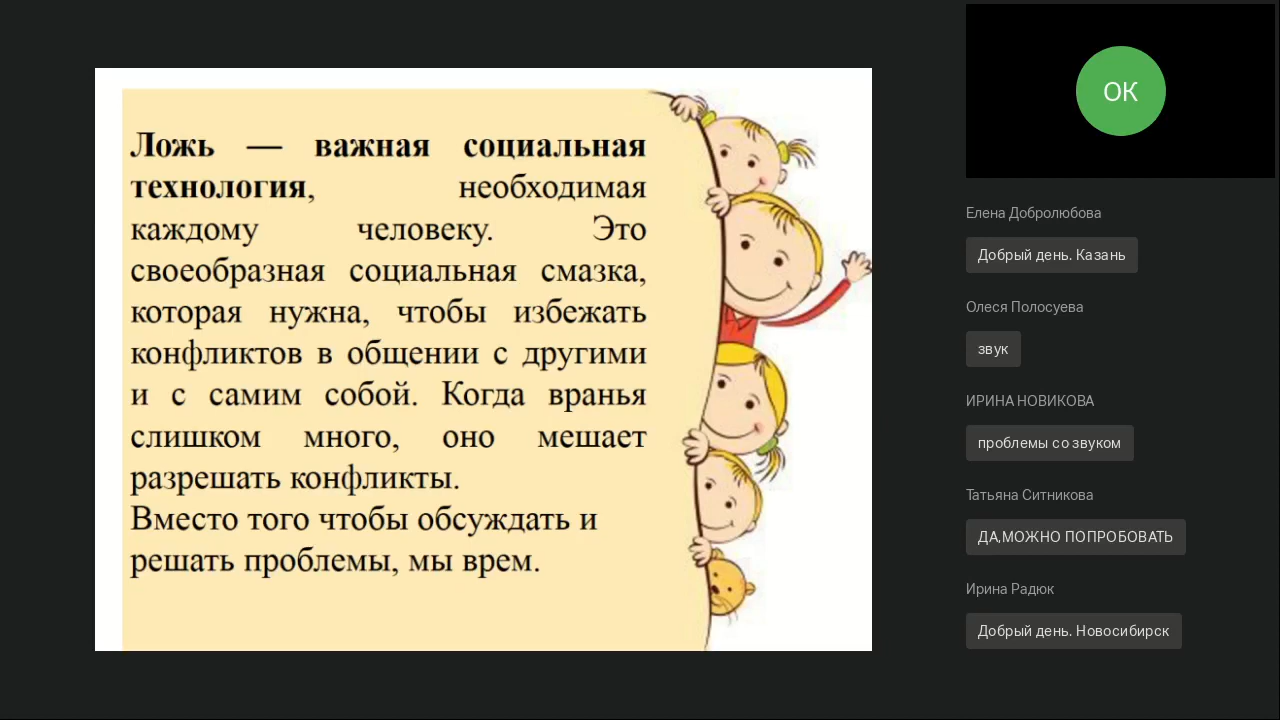 Ложь — важная социальная
технология, необходимая
каждому человеку. Это
своеобразная социальная смазка,
которая нужна, чтобы избежать
конфликтов в общении с другими
и с самим собой. Когда вранья
слишком много, оно мешает
разрешать конфликты.
Вместо того чтобы обсуждать и
решать проблемы, мы врем.
ОК
Елена Добролюбова
Добрый день. Казань
Олеся Полосуева
звук
ИРИНА НОВИКОВА
проблемы со звуком
Татьяна Ситникова
ДА,МОЖНО ПОПРОБОВАТЬ
Ирина Радюк
Добрый день. Новосибирск